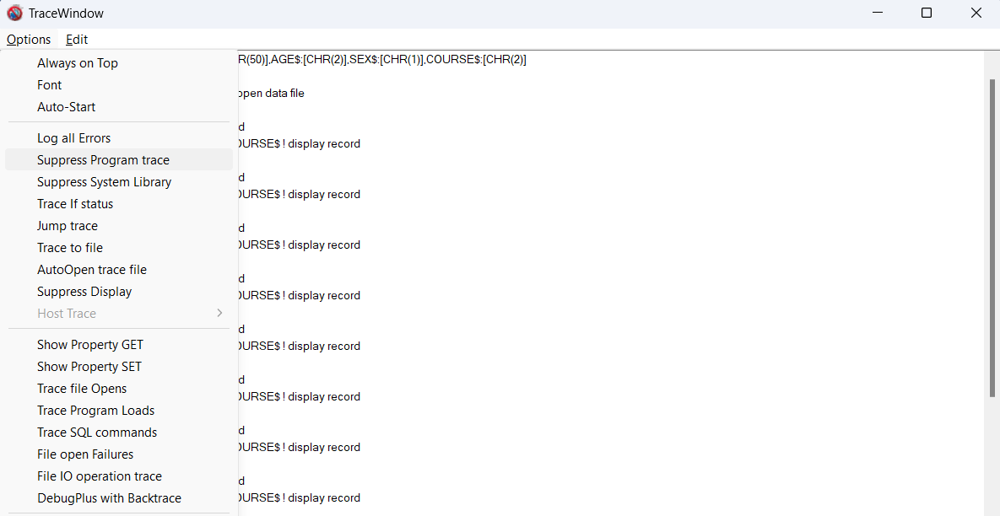 TraceWindow
Options Edit
Always on Top
Font
Auto-Start
Log all Errors
Suppress Program trace
Suppress System Library
Trace If status
Jump trace
Trace to file
AutoOpen trace file
Suppress Display
Host Trace
Show Property GET
Show Property SET
Trace file Opens
Trace Program Loads
Trace SQL commands
File open Failures
File IO operation trace
DebugPlus with Backtrace
R(50)],AGE$:[CHR(2)],SEX$:[CHR(1)],COURSE$:[CHR(2)]
open data file
d
OURSE$ ! display record
d
OURSE$ ! display record
d
OURSE$ ! display record
d
OURSE$ ! display record
d
OURSE$ ! display record
d
OURSE$ ! display record
d
OURSE$ ! display record
d
OURSE$ ! display record